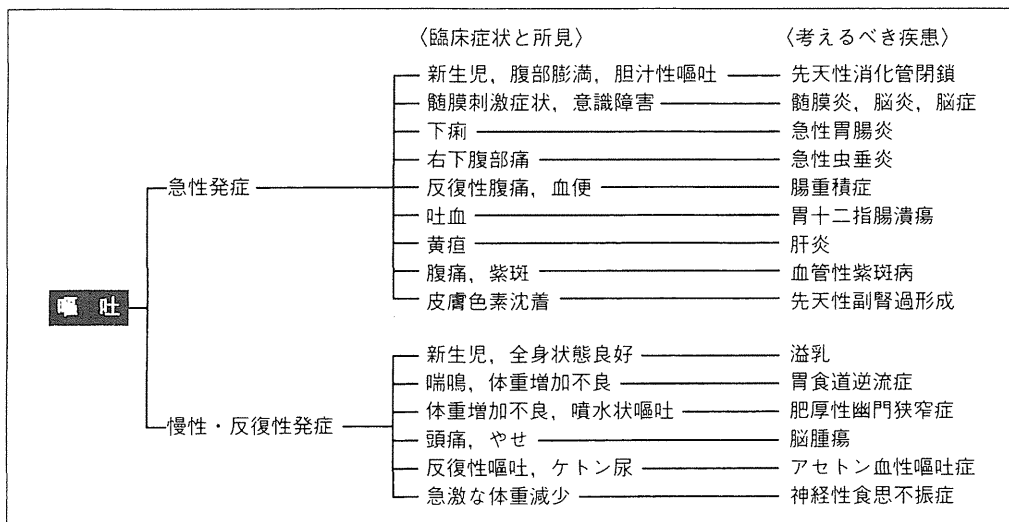 〈臨床症状と所見〉 〈考えるべき疾患〉
新生児，腹部膨満，胆汁性嘔吐 先天性消化管閉鎖
髄膜刺激症状，意識障害 髄膜炎，脳炎，脳症
下痢 急性胃腸炎
右下腹部痛 急性虫垂炎
急性発症 反復性腹痛，血便 腸重積症
吐血 胃十二指腸潰瘍
黄疸 肝炎
腹痛，紫斑 血管性紫斑病
皮膚色素沈着 先天性副腎過形成
嘔吐
新生児，全身状態良好 溢乳
喘鳴，体重増加不良 胃食道逆流症
体重増加不良，噴水状嘔吐 肥厚性幽門狭窄症
慢性・反復性発症
頭痛，やせ 脳腫瘍
反復性嘔吐，ケトン尿 アセトン血性嘔吐症
急激な体重減少 神経性食思不振症